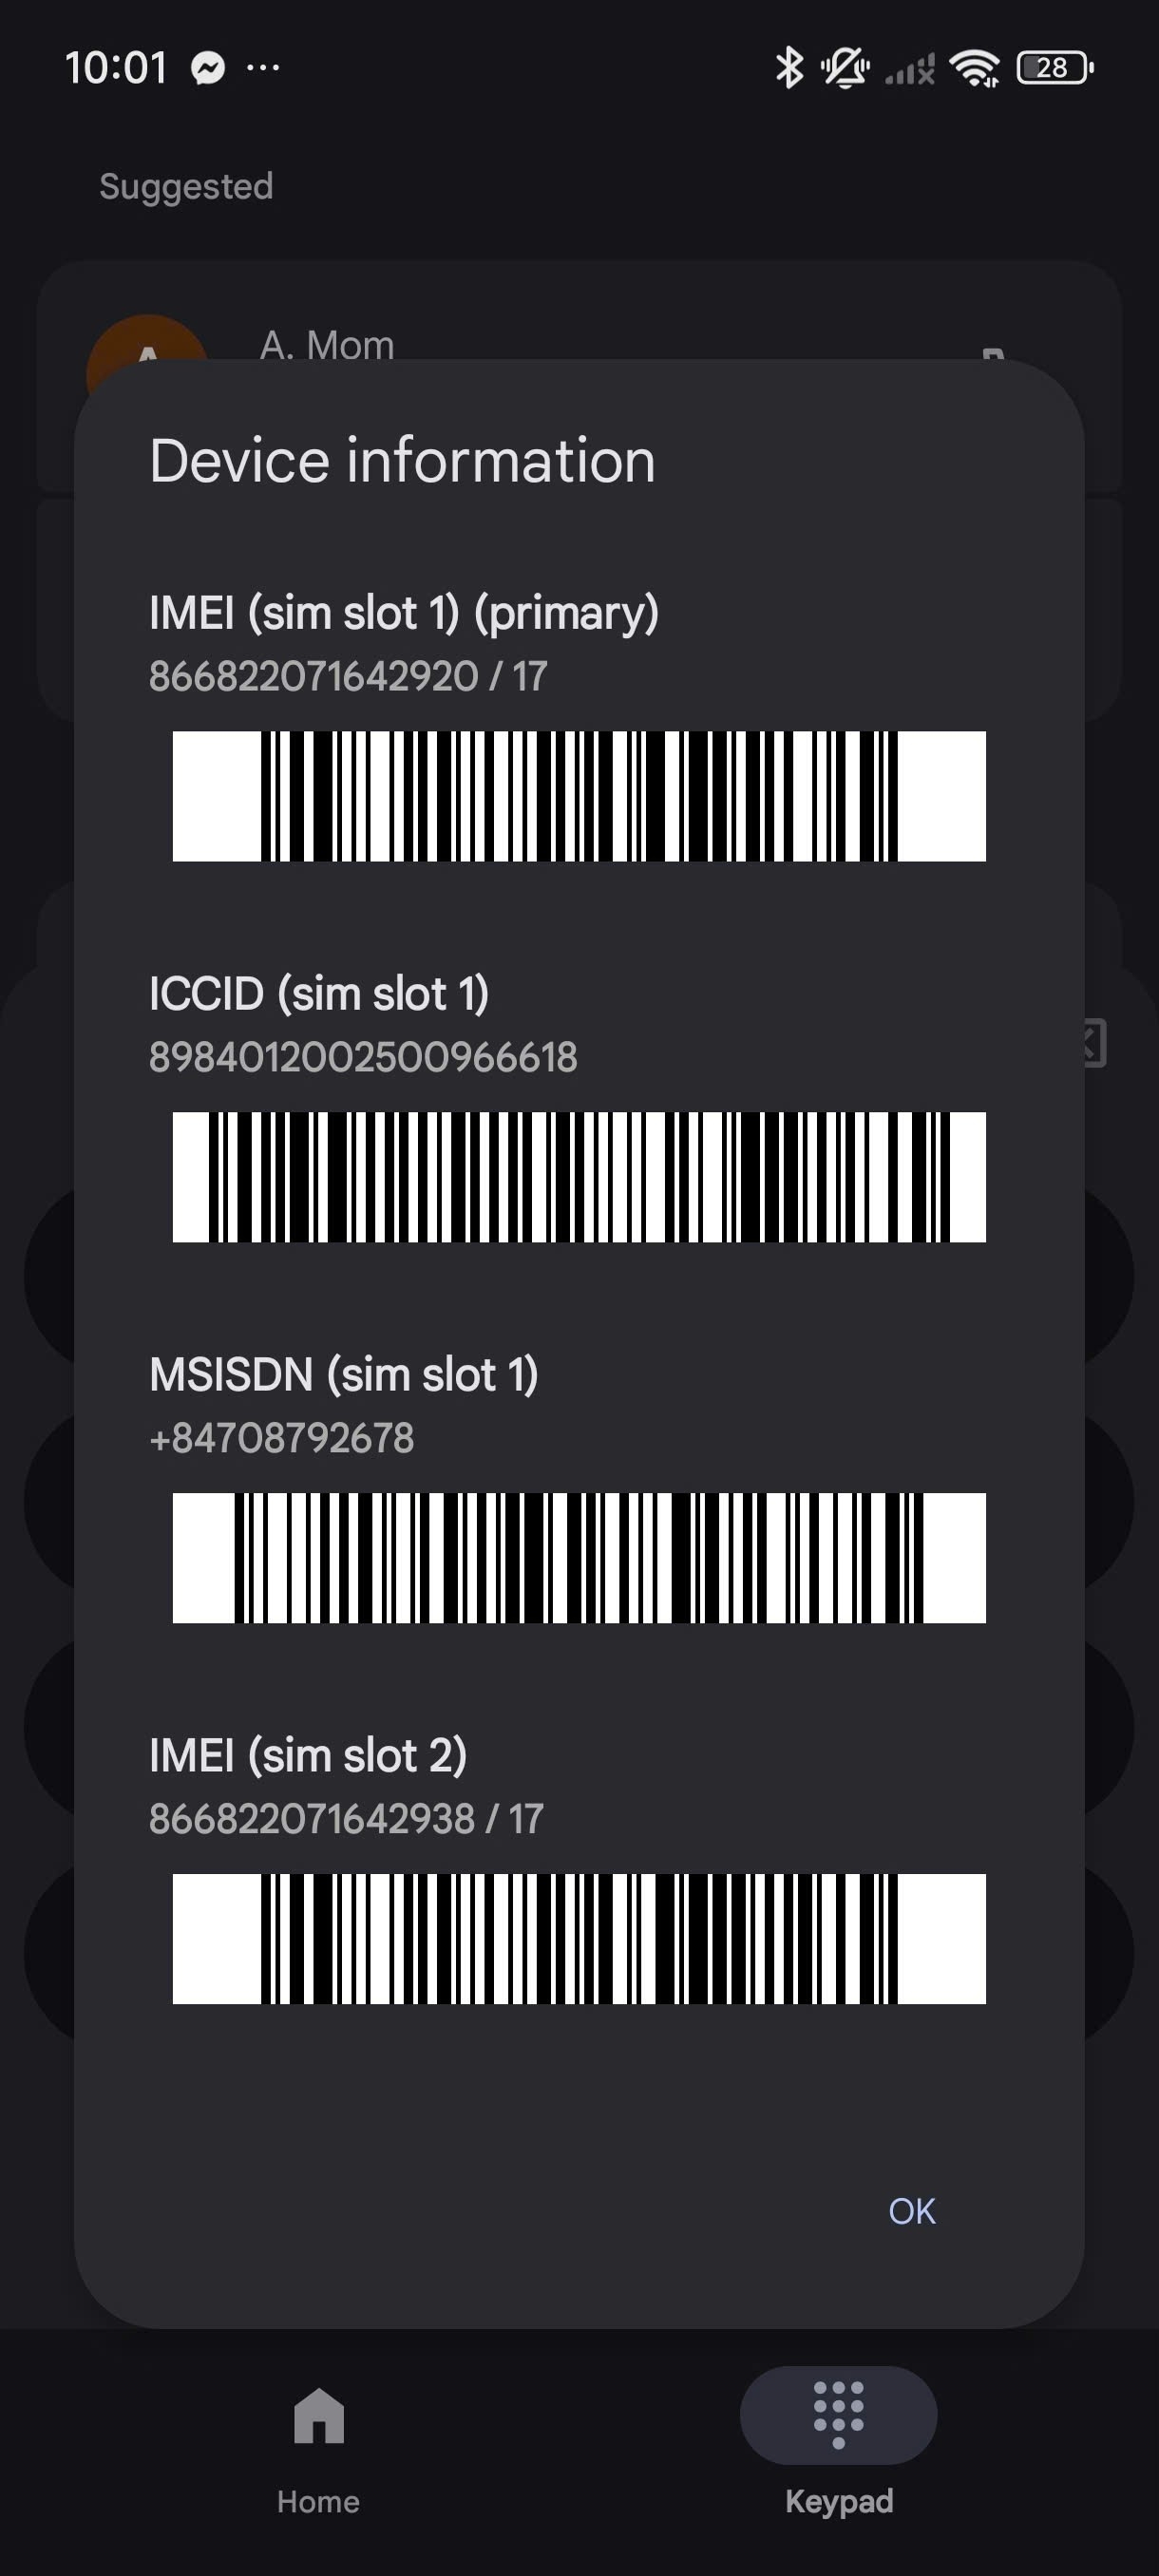 10:01
28
Suggested
A. Mom
Device information
IMEI (sim slot 1) (primary)
866822071642920 / 17
ICCID (sim slot 1)
8984012002500966618
MSISDN (sim slot 1)
+84708792678
IMEI (sim slot 2)
866822071642938 / 17
OK
Home
Keypad